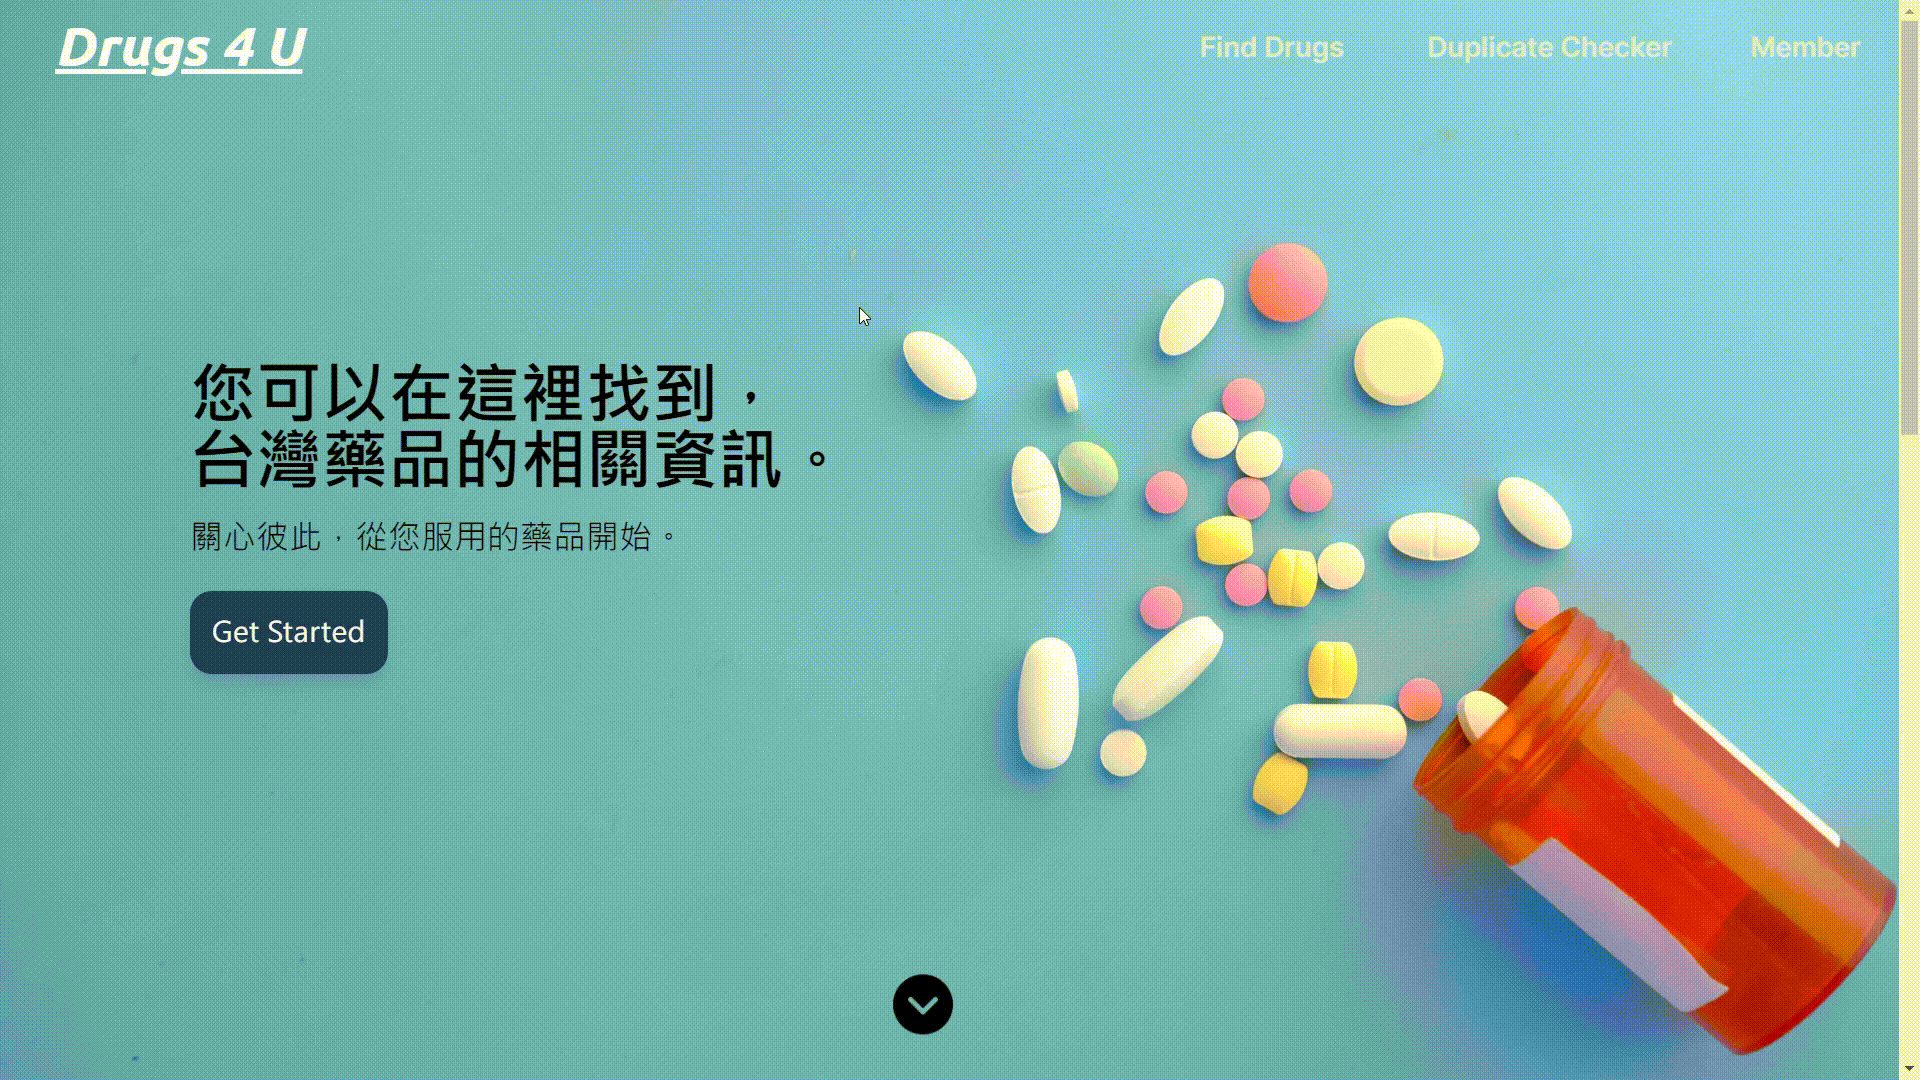 Drugs 4 U
Find Drugs
Duplicate Checker
Member
您可以在這裡找到，
台灣藥品的相關資訊。
關心彼此，從您服用的藥品開始。
Get Started